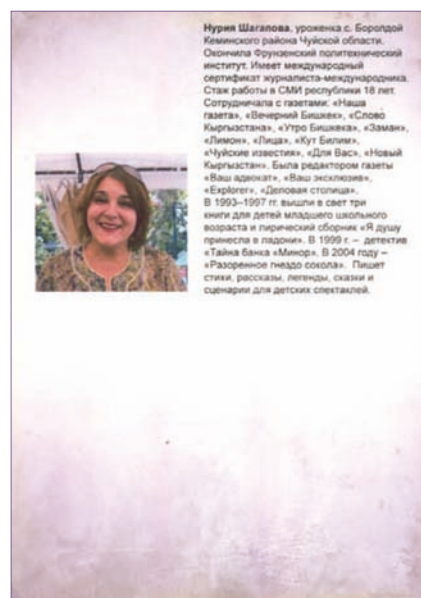 Нурия Шагапова, уроженка с. Боролдой
Кеминского района Чуйской области.
Окончила Фрунзенский политехнический
институт. Имеет международный
сертификат журналиста-международника.
Стаж работы в СМИ республики 18 лет.
Сотрудничала с газетами: «Наша
газета», «Вечерний Бишкек», «Слово
Кыргызстана», «Утро Бишкека», «Заман»,
«Лимон», «Лица», «Кут Билим»,
«Чуйские известия», «Для Вас», «Новый
Кыргызстан». Была редактором газеты
«Ваш адвокат», «Ваш эксклюзив»,
«Explorer», «Деловая столица».
В 1993–1997 гг. вышли в свет три
книги для детей младшего школьного
возраста и лирический сборник «Я душу
принесла в ладони». В 1999 г. – детектив
«Тайна банка «Минор». В 2004 году –
«Разоренное гнездо сокола». Пишет
стихи, рассказы, легенды, сказки и
сценарии для детских спектаклей.